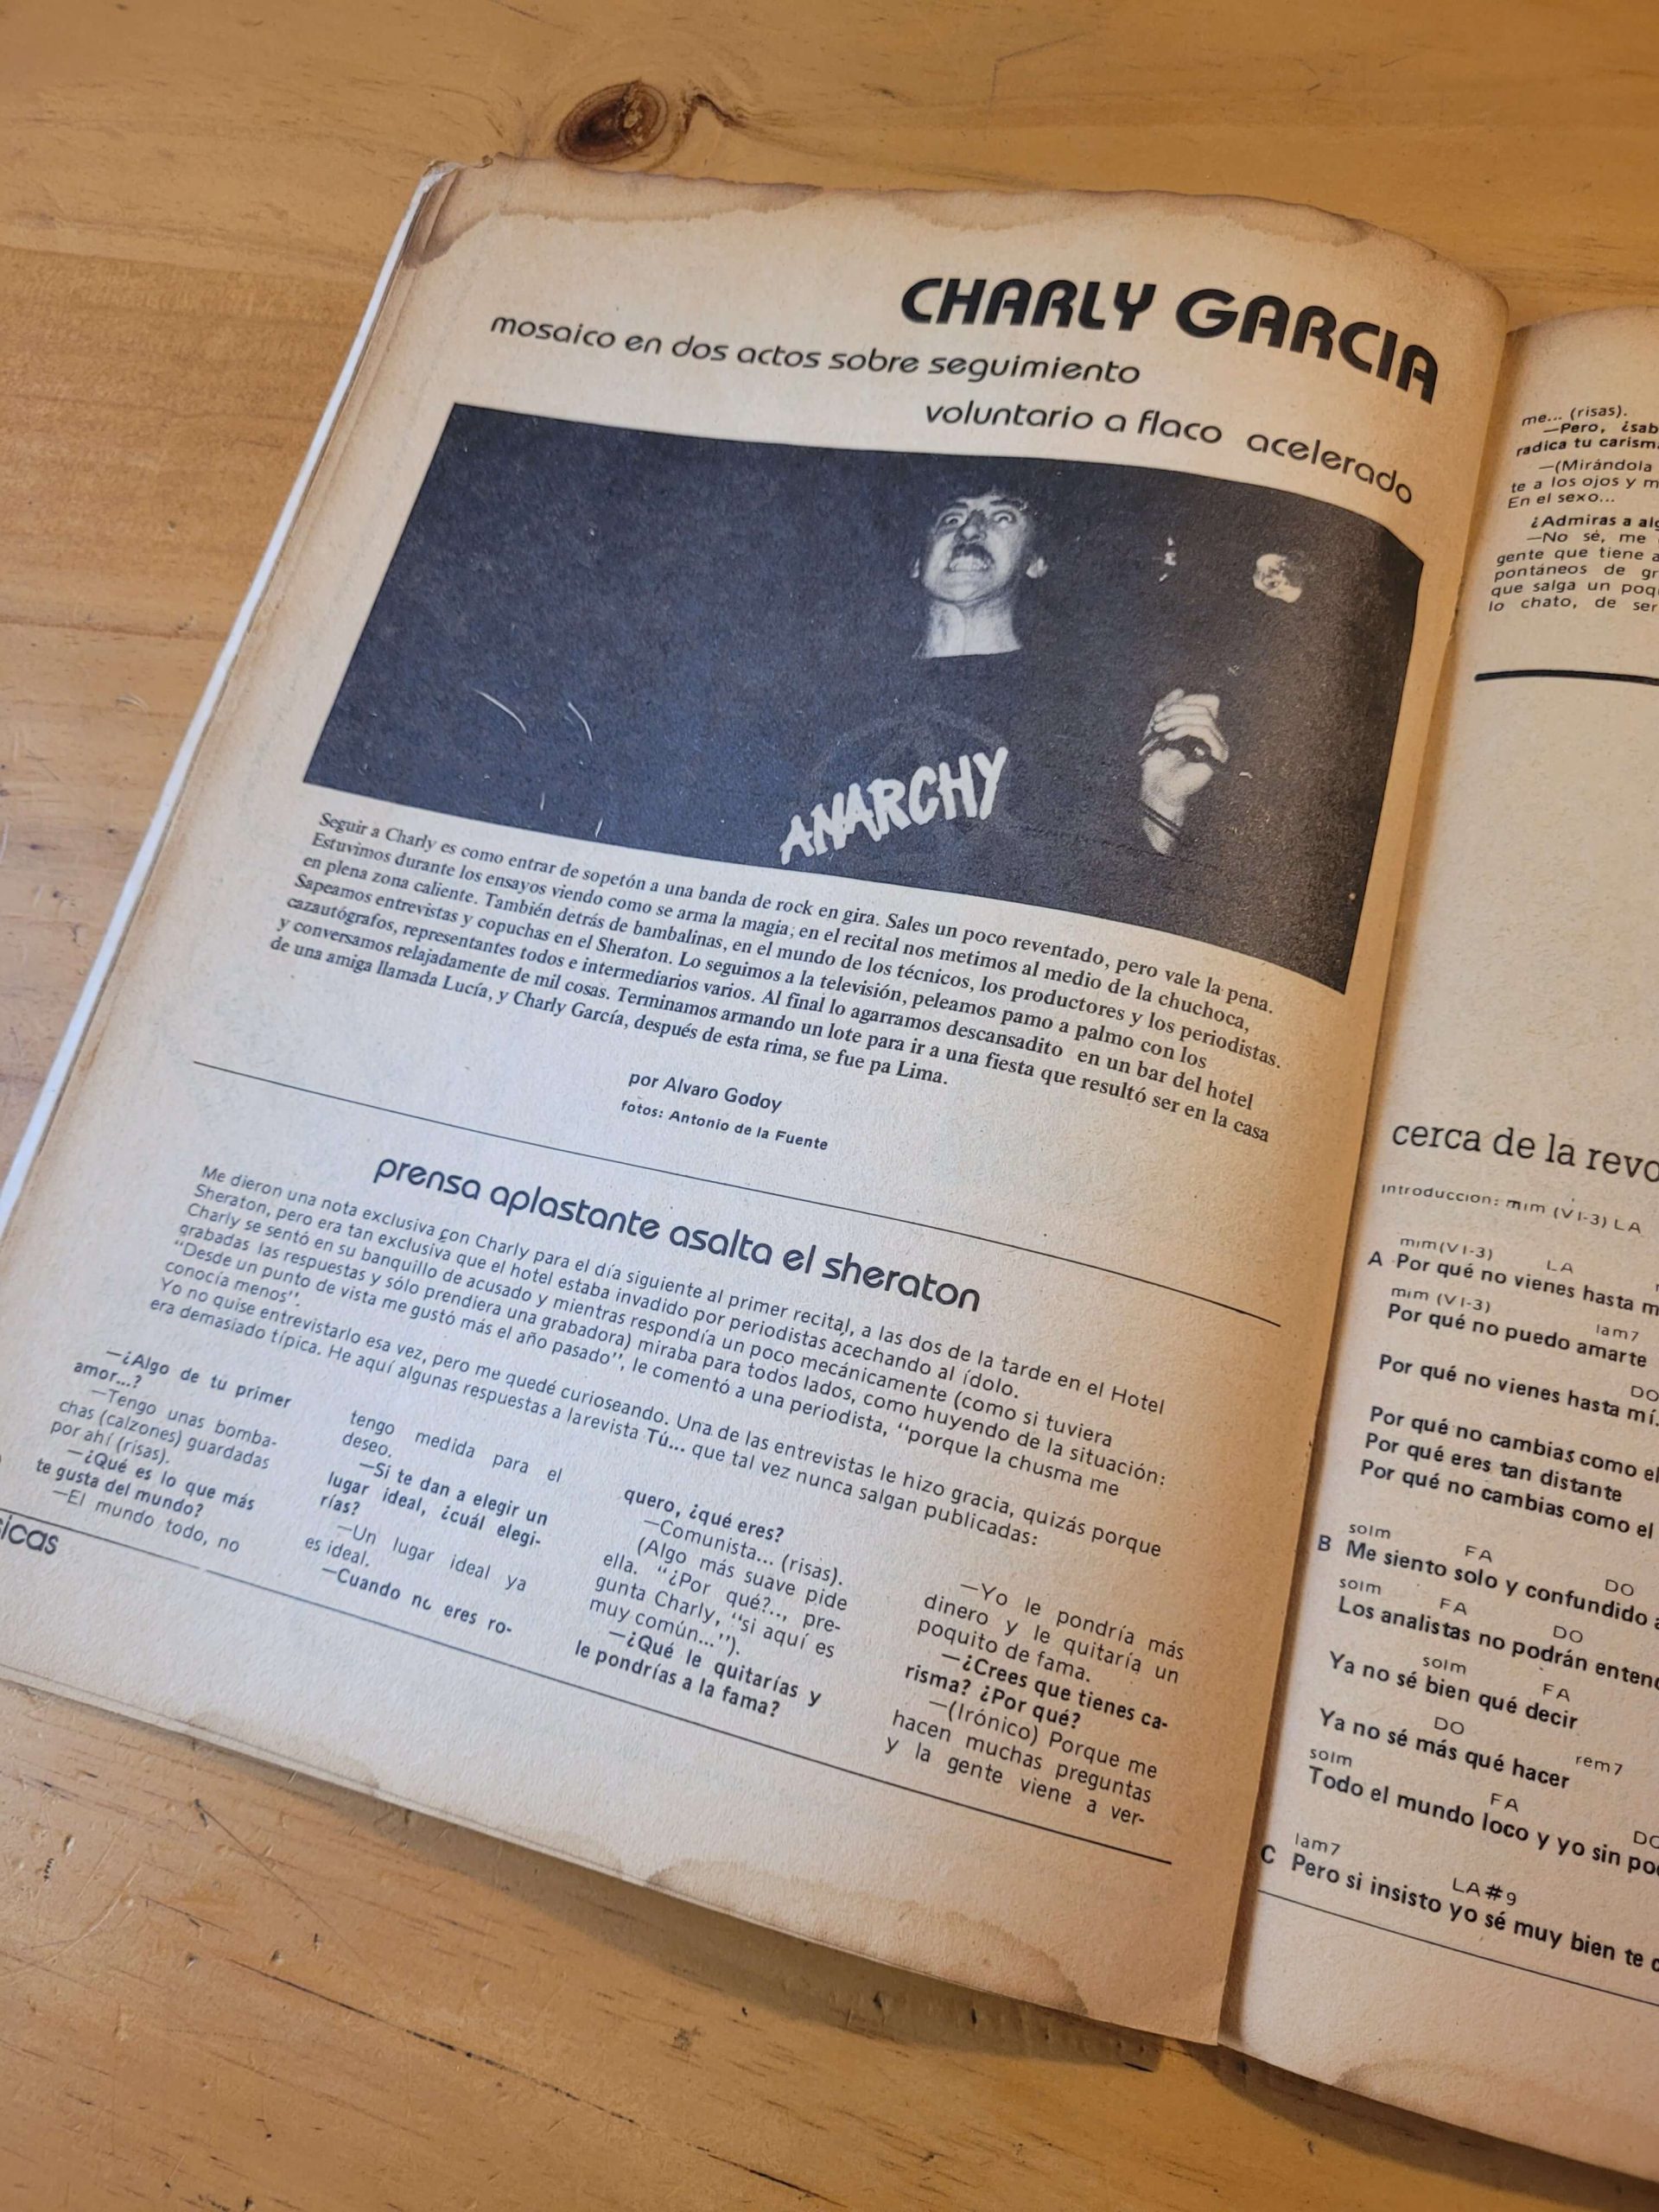 CHARLY GARCIA
mosaico en dos actos sobre seguimiento
voluntario a flaco acelerado
ANARCHY
Seguir a Charly es como entrar de sopetón a una banda de rock en gira. Sales un poco reventado, pero vale la pena.
Estuvimos durante los ensayos viendo como se arma la magia; en el recital nos metimos al medio de la chuchoca,
en plena zona caliente. También detrás de bambalinas, en el mundo de los técnicos, los productores y los periodistas.
Sapeamos entrevistas y copuchas en el Sheraton. Lo seguimos a la televisión, peleamos pamo a palmo con los
cazautógrafos, representantes todos e intermediarios varios. Al final lo agarramos descansadito en un bar del hotel
y conversamos relajadamente de mil cosas. Terminamos armando un lote para ir a una fiesta que resultó ser en la casa
de una amiga llamada Lucía, y Charly García, después de esta rima, se fue pa Lima.
por Alvaro Godoy
fotos: Antonio de la Fuente
prensa aplastante asalta el sheraton
Me dieron una nota exclusiva con Charly para el día siguiente al primer recital, a las dos de la tarde en el Hotel
Sheraton, pero era tan exclusiva que el hotel estaba invadido por periodistas acechando al ídolo.
Charly se sentó en su banquillo de acusado y mientras respondía un poco mecánicamente (como si tuviera
grabadas las respuestas y sólo prendiera una grabadora) miraba para todos lados, como huyendo de la situación:
"Desde un punto de vista me gustó más el año pasado", le comentó a una periodista, "porque la chusma me
conocía menos".
Yo no quise entrevistarlo esa vez, pero me quedé curioseando. Una de las entrevistas le hizo gracia, quizás porque
era demasiado típica. He aquí algunas respuestas a larevista Tú... que tal vez nunca salgan publicadas:
—¿Algo de tu primer
amor...?
—Tengo unas bomba-
chas (calzones) guardadas
por ahí (risas).
—¿Qué es lo que más
te gusta del mundo?
—El mundo todo, no
tengo medida para el
deseo.
—Si te dan a elegir un
lugar ideal, ¿cuál elegi-
rías?
—Un lugar ideal ya
es ideal.
—Cuando no eres ro-
quero, ¿qué eres?
—Comunista... (risas).
(Algo más suave pide
ella. "¿Por qué?.., pre-
gunta Charly, "si aquí es
muy común...").
—¿Qué le quitarías y
le pondrías a la fama?
—Yo le pondría más
dinero y le quitaría un
poquito de fama.
—¿Crees que tienes ca-
risma? ¿Por qué?
—(Irónico) Porque me
hacen muchas preguntas
y la gente viene a ver-
sicas
me... (risas).
—Pero, ¿sab
radica tu carism
—(Mirándola
te a los ojos y m
En el sexo...
¿Admiras a alg
—No sé, me
gente que tiene a
pontáneos de gr
que salga un poq
lo chato, de ser
cerca de la revo
introducción: mim (VI-3) LA
mim(VI-3) LA
A Por qué no vienes hasta m
mim (VI-3) lam7
Por qué no puedo amarte
DO
Por qué no vienes hasta mí.
Por qué no cambias como el
Por qué eres tan distante
Por qué no cambias como el
solm FA DO
B Me siento solo y confundido a
solm FA DO
Los analistas no podrán entend
solm FA
Ya no sé bien qué decir
DO rem7
Ya no sé más qué hacer
solm FA DO
Todo el mundo loco y yo sin po
lam7 LA#9
C Pero si insisto yo sé muy bien te c